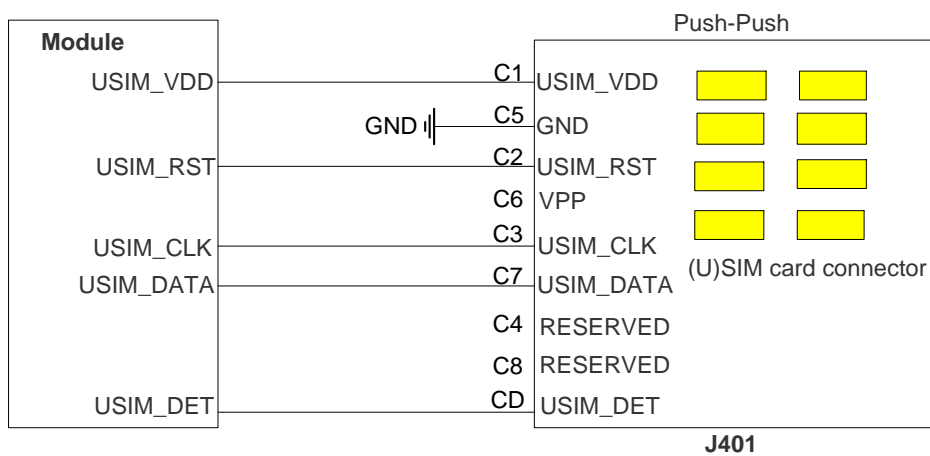 Push-Push
Module
USIM_VDD C1 USIM_VDD
GND C5 GND
USIM_RST C2 USIM_RST
C6 VPP
USIM_CLK C3 USIM_CLK
(U)SIM card connector
USIM_DATA C7 USIM_DATA
C4 RESERVED
C8 RESERVED
USIM_DET CD USIM_DET
J401